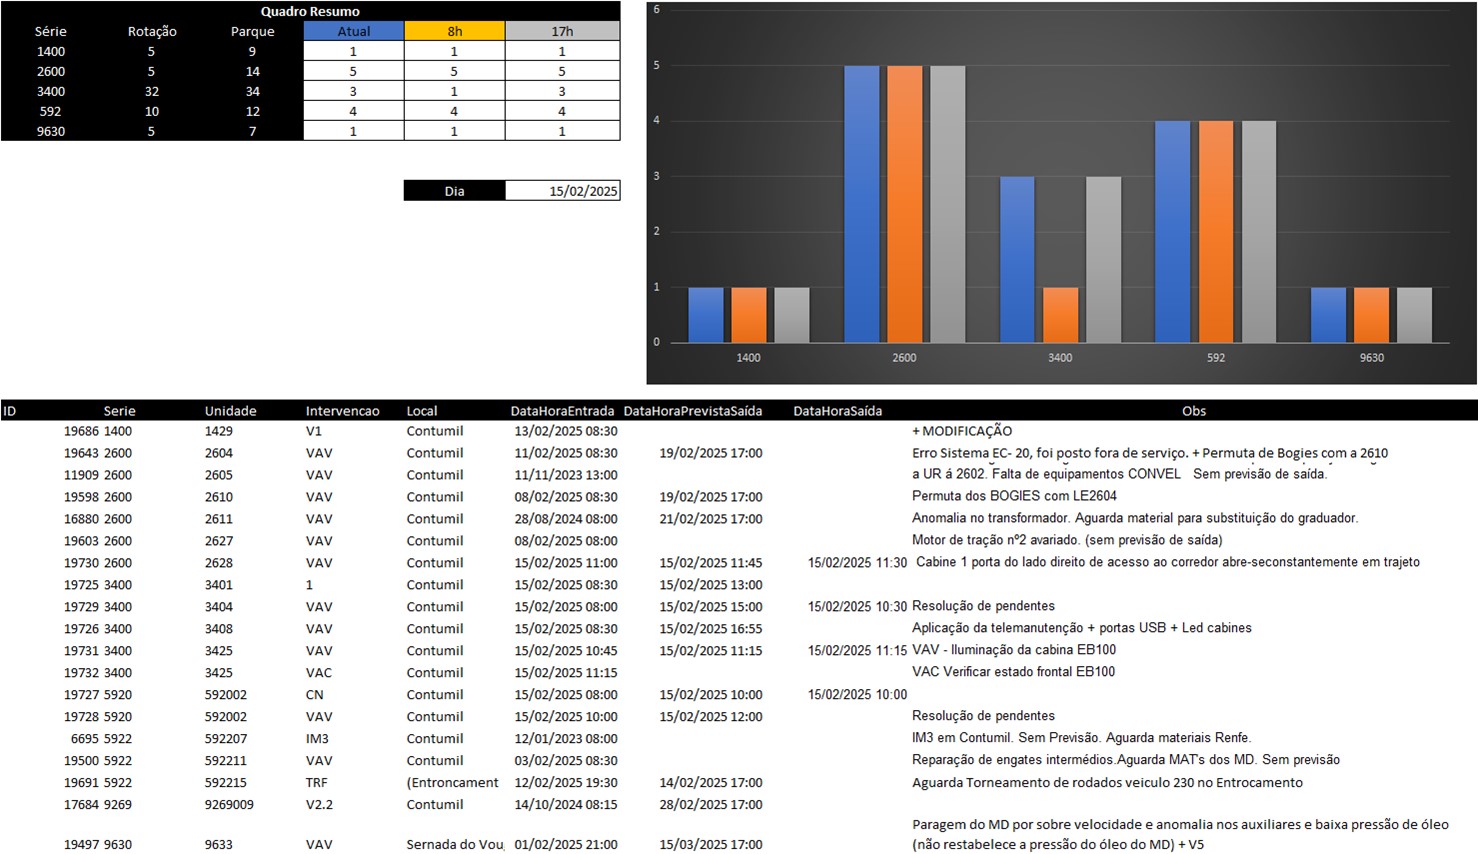 Quadro Resumo
Série Rotação Parque Atual 8h 17h
1400 5 9 1 1 1
2600 5 14 5 5 5
3400 32 34 3 1 3
592 10 12 4 4 4
9630 5 7 1 1 1
Dia 15/02/2025
6
5
4
3
2
1
0
1400 2600 3400 592 9630
ID Serie Unidade Intervencao Local DataHoraEntrada DataHoraPrevistaSaída DataHoraSaída Obs
19686 1400 1429 V1 Contumil 13/02/2025 08:30 + MODIFICAÇÃO
19643 2600 2604 VAV Contumil 11/02/2025 08:30 19/02/2025 17:00 Erro Sistema EC- 20, foi posto fora de serviço. + Permuta de Bogies com a 2610
11909 2600 2605 VAV Contumil 11/11/2023 13:00 a UR á 2602. Falta de equipamentos CONVEL Sem previsão de saída.
19598 2600 2610 VAV Contumil 08/02/2025 08:30 19/02/2025 17:00 Permuta dos BOGIES com LE2604
16880 2600 2611 VAV Contumil 28/08/2024 08:00 21/02/2025 17:00 Anomalia no transformador. Aguarda material para substituição do graduador.
19603 2600 2627 VAV Contumil 08/02/2025 08:00 Motor de tração nº2 avariado. (sem previsão de saída)
19730 2600 2628 VAV Contumil 15/02/2025 11:00 15/02/2025 11:45 15/02/2025 11:30 Cabine 1 porta do lado direito de acesso ao corredor abre-seconstantemente em trajeto
19725 3400 3401 1 Contumil 15/02/2025 08:30 15/02/2025 13:00
19729 3400 3404 VAV Contumil 15/02/2025 08:00 15/02/2025 15:00 15/02/2025 10:30 Resolução de pendentes
19726 3400 3408 VAV Contumil 15/02/2025 08:30 15/02/2025 16:55 Aplicação da telemanutenção + portas USB + Led cabines
19731 3400 3425 VAV Contumil 15/02/2025 10:45 15/02/2025 11:15 15/02/2025 11:15 VAV - Iluminação da cabina EB100
19732 3400 3425 VAC Contumil 15/02/2025 11:15 VAC Verificar estado frontal EB100
19727 5920 592002 CN Contumil 15/02/2025 08:00 15/02/2025 10:00 15/02/2025 10:00
19728 5920 592002 VAV Contumil 15/02/2025 10:00 15/02/2025 12:00 Resolução de pendentes
6695 5922 592207 IM3 Contumil 12/01/2023 08:00 IM3 em Contumil. Sem Previsão. Aguarda materiais Renfe.
19500 5922 592211 VAV Contumil 03/02/2025 08:30 Reparação de engates intermédios.Aguarda MAT's dos MD. Sem previsão
19691 5922 592215 TRF (Entroncament 12/02/2025 19:30 14/02/2025 17:00 Aguarda Torneamento de rodados veiculo 230 no Entrocamento
17684 9269 9269009 V2.2 Contumil 14/10/2024 08:15 28/02/2025 17:00
Paragem do MD por sobre velocidade e anomalia nos auxiliares e baixa pressão de óleo
19497 9630 9633 VAV Sernada do Vou 01/02/2025 21:00 15/03/2025 17:00 (não restabelece a pressão do óleo do MD) + V5